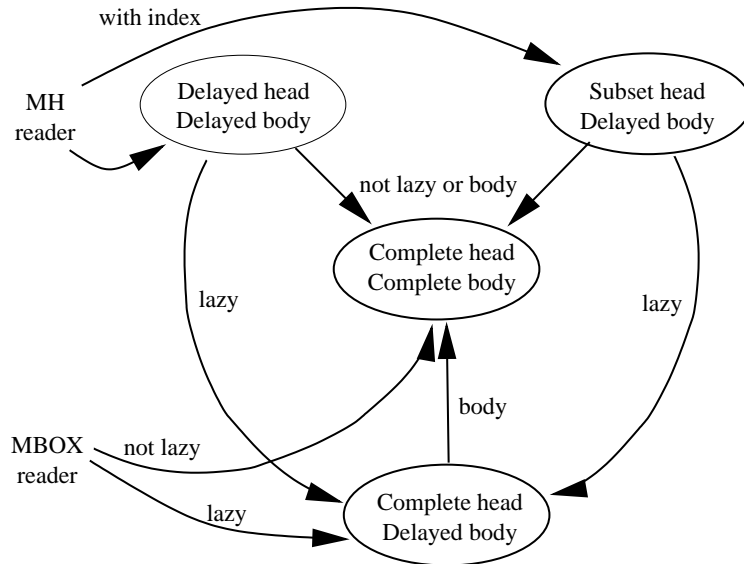 with index
MH
reader
Delayed head
Delayed body
Subset head
Delayed body
not lazy or body
Complete head
Complete body
lazy
lazy
body
MBOX
reader
not lazy
lazy
Complete head
Delayed body